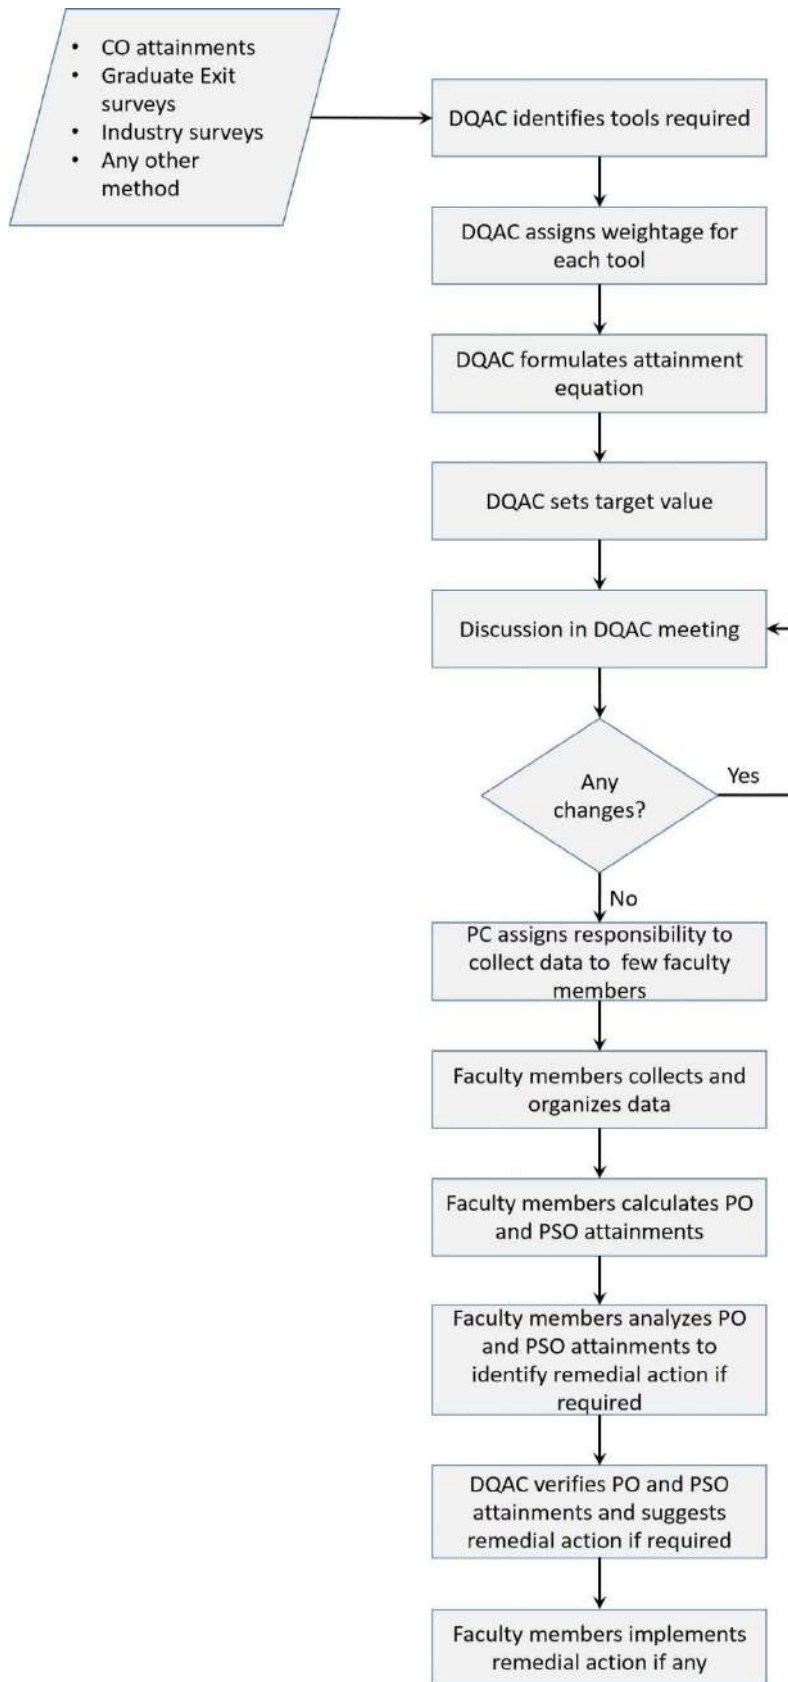 • CO attainments
• Graduate Exit
surveys
• Industry surveys
• Any other
method
DQAC identifies tools required
DQAC assigns weightage for
each tool
DQAC formulates attainment
equation
DQAC sets target value
Discussion in DQAC meeting
Any
changes?
Yes
No
PC assigns responsibility to
collect data to few faculty
members
Faculty members collects and
organizes data
Faculty members calculates PO
and PSO attainments
Faculty members analyzes PO
and PSO attainments to
identify remedial action if
required
DQAC verifies PO and PSO
attainments and suggests
remedial action if required
Faculty members implements
remedial action if any